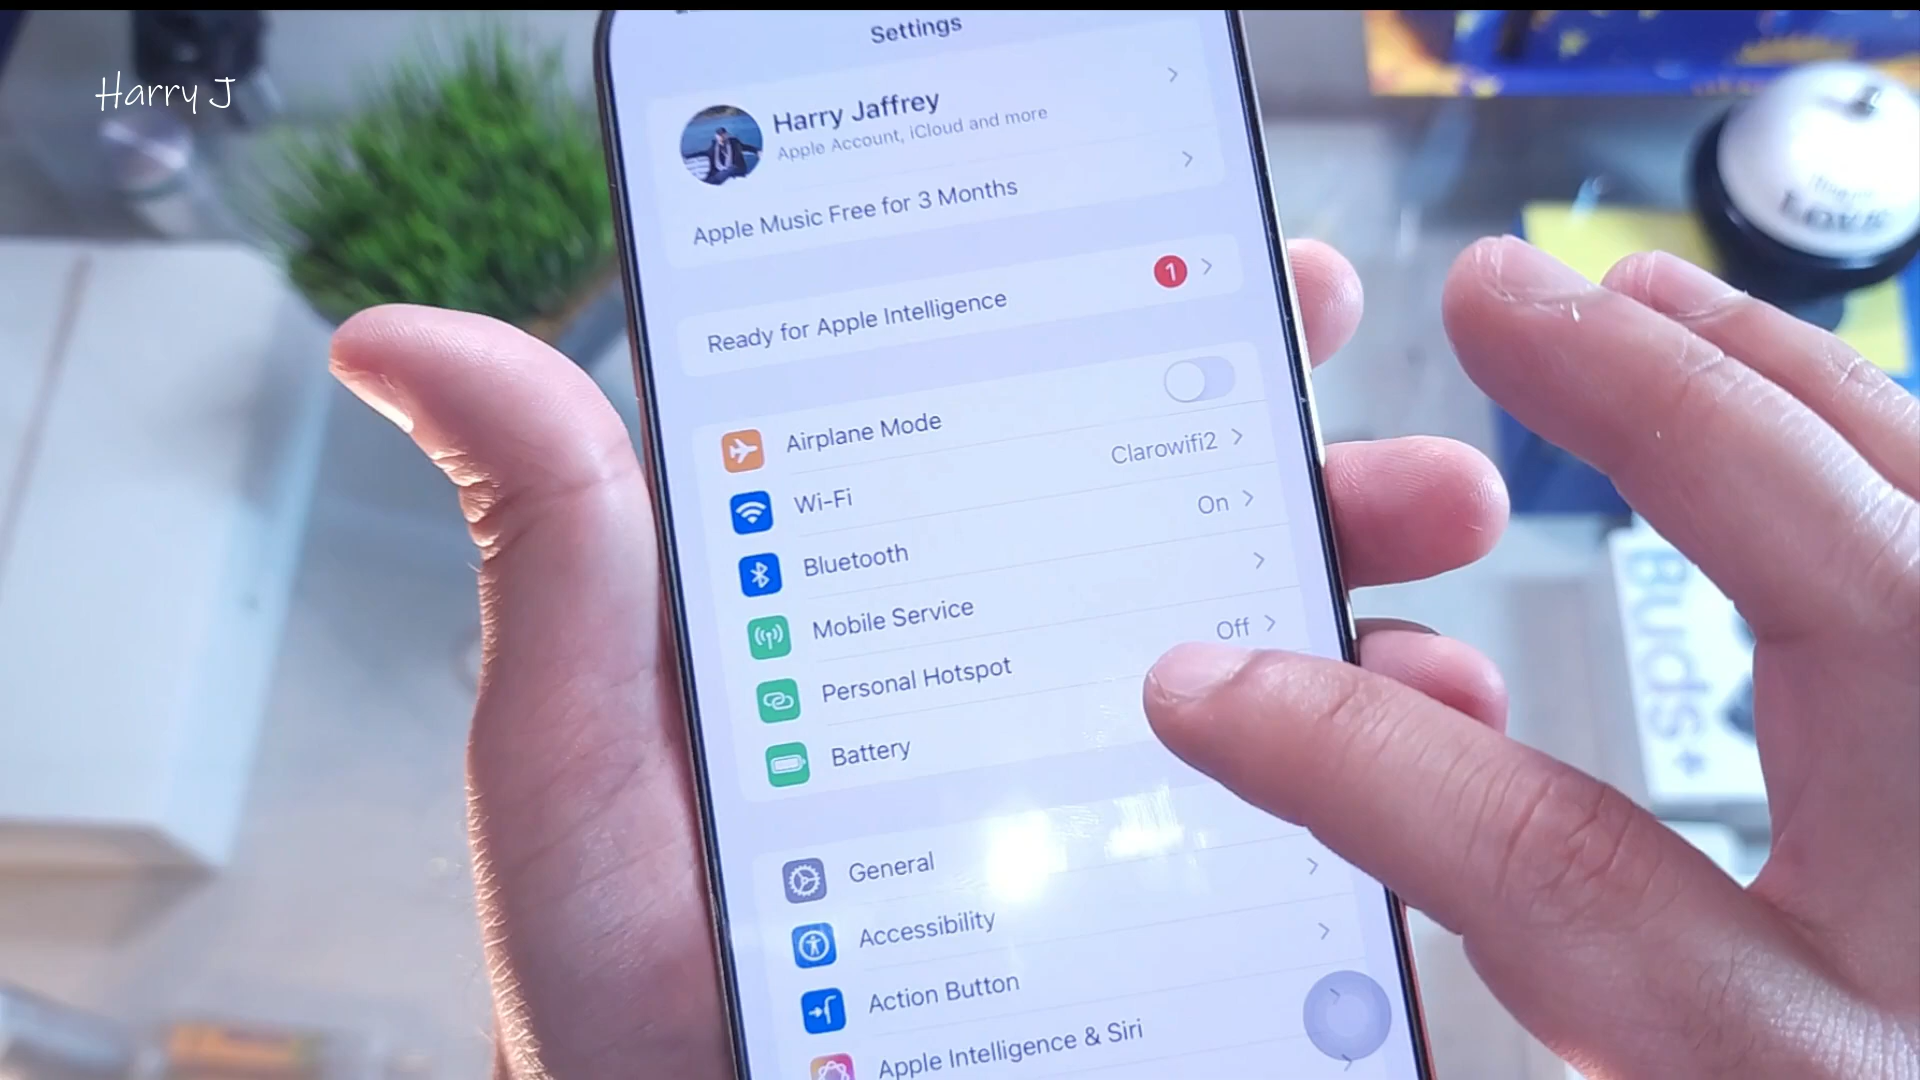 Harry J
Settings
Harry Jaffrey
Apple Account, iCloud and more
Apple Music Free for 3 Months
Ready for Apple Intelligence
1
Airplane Mode
Wi-Fi
Clarowifi2
Bluetooth
On
Mobile Service
Personal Hotspot
Off
Battery
General
Accessibility
Action Button
Apple Intelligence & Siri
Love
Buds+